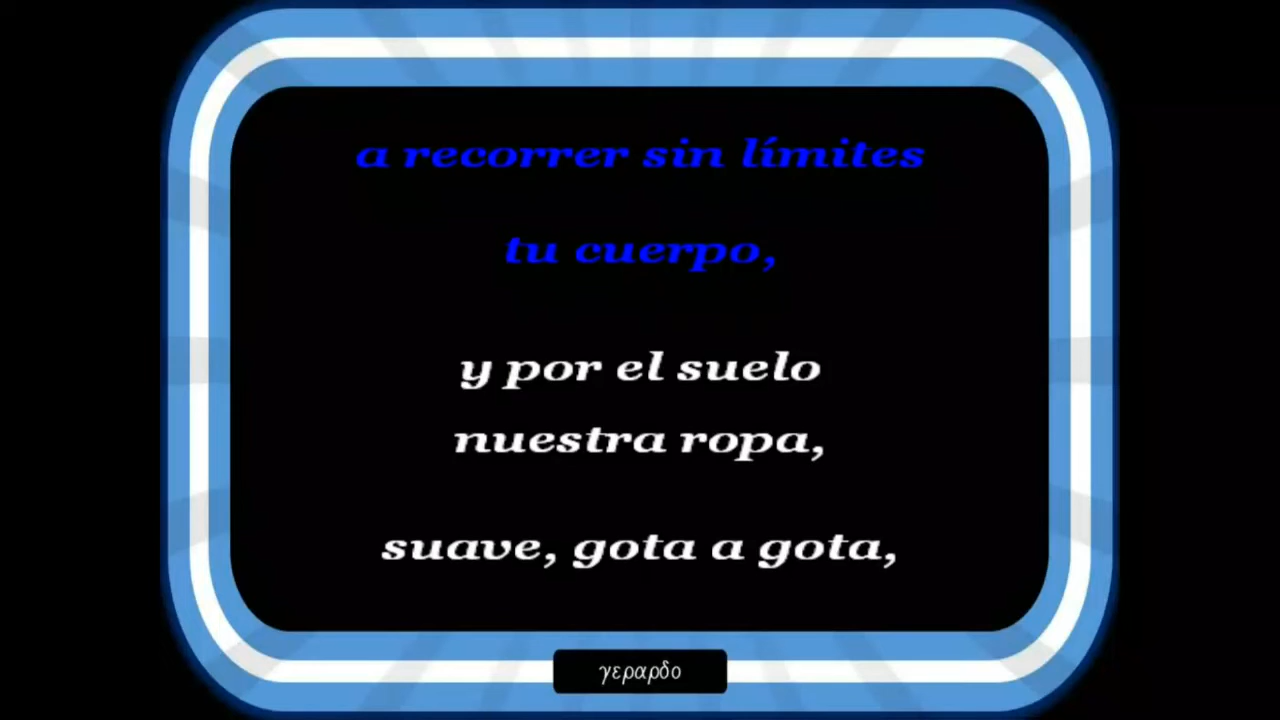 a recorrer sin límites
tu cuerpo,
y por el suelo
nuestra ropa,
suave, gota a gota,
γεραρδο